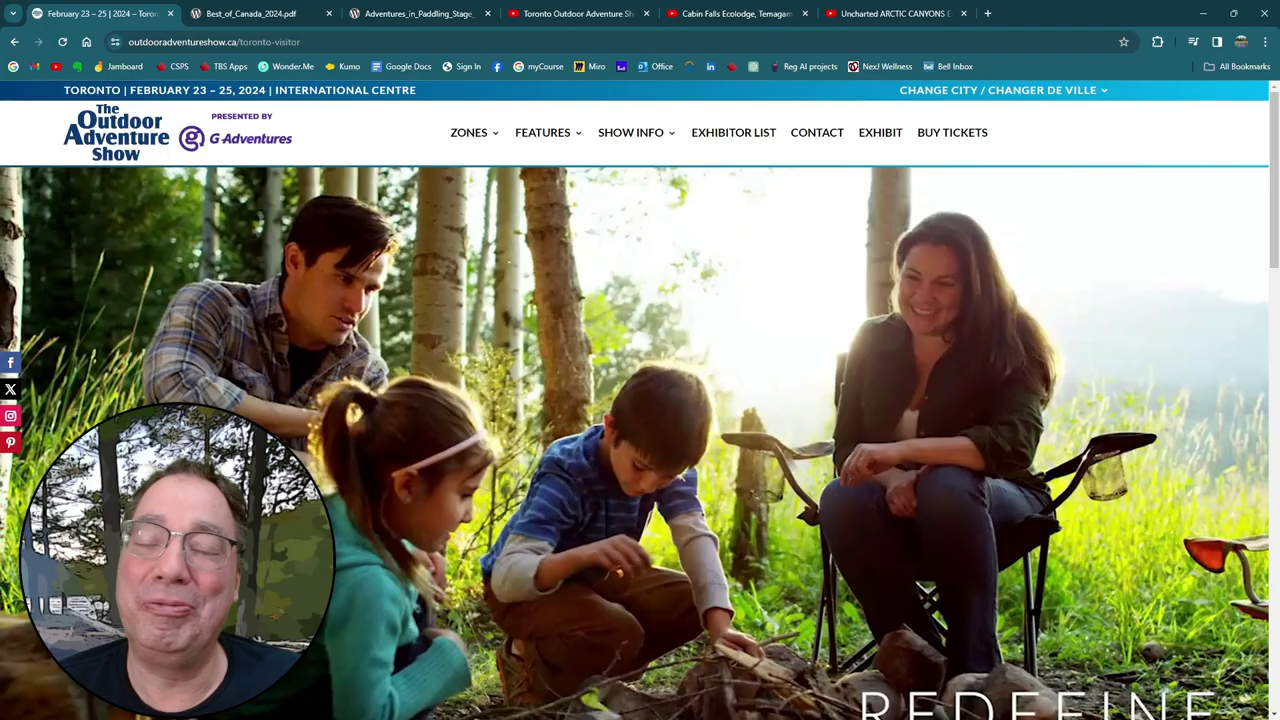 February 23 – 25 | 2024 – Toron
Best_of_Canada_2024.pdf
Adventures_in_Paddling_Stage_
Toronto Outdoor Adventure Sh
Cabin Falls Ecolodge, Temagam
Uncharted ARCTIC CANYONS E
outdooradventureshow.ca/toronto-visitor
Jamboard
CSPS
TBS Apps
Wonder.Me
Kumo
Google Docs
Sign In
myCourse
Miro
Office
Reg AI projects
NexJ Wellness
Bell Inbox
All Bookmarks
TORONTO | FEBRUARY 23 – 25, 2024 | INTERNATIONAL CENTRE
CHANGE CITY / CHANGER DE VILLE
The
Outdoor
Adventure
Show
PRESENTED BY
G Adventures
ZONES
FEATURES
SHOW INFO
EXHIBITOR LIST
CONTACT
EXHIBIT
BUY TICKETS
REDEFINE